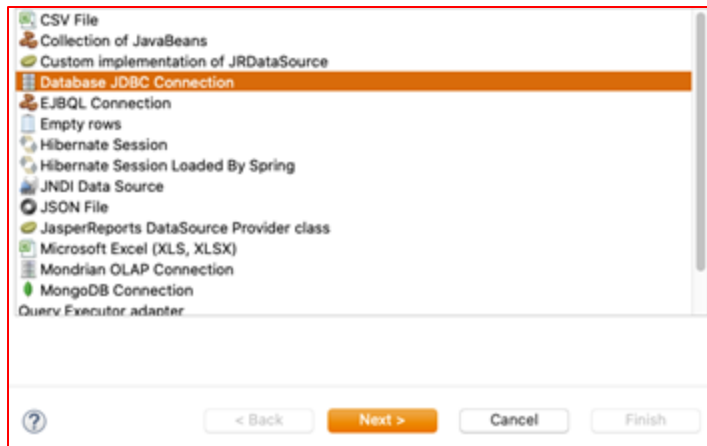 CSV File
Collection of JavaBeans
Custom implementation of JRDataSource
Database JDBC Connection
EJBQL Connection
Empty rows
Hibernate Session
Hibernate Session Loaded By Spring
JNDI Data Source
JSON File
JasperReports DataSource Provider class
Microsoft Excel (XLS, XLSX)
Mondrian OLAP Connection
MongoDB Connection
Query Executor adapter
? < Back Next > Cancel Finish